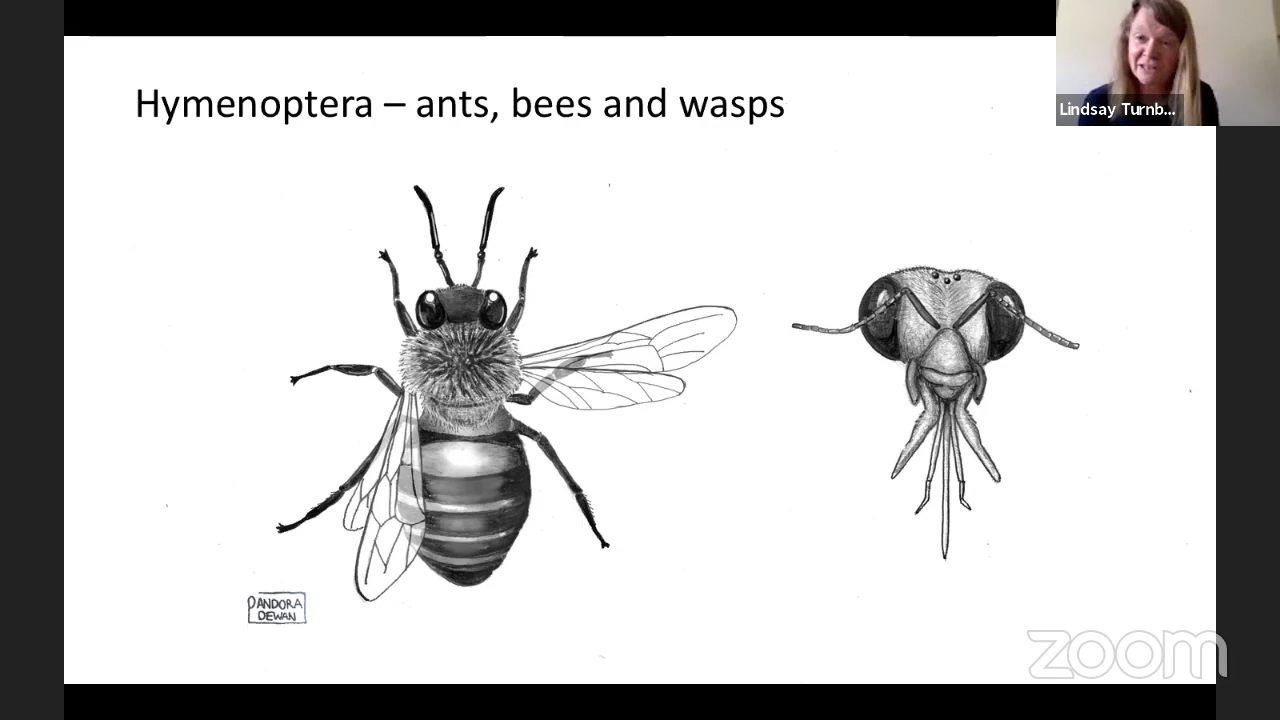 Hymenoptera – ants, bees and wasps
Lindsay Turnb...
PANDORA
DEWAN
zoom